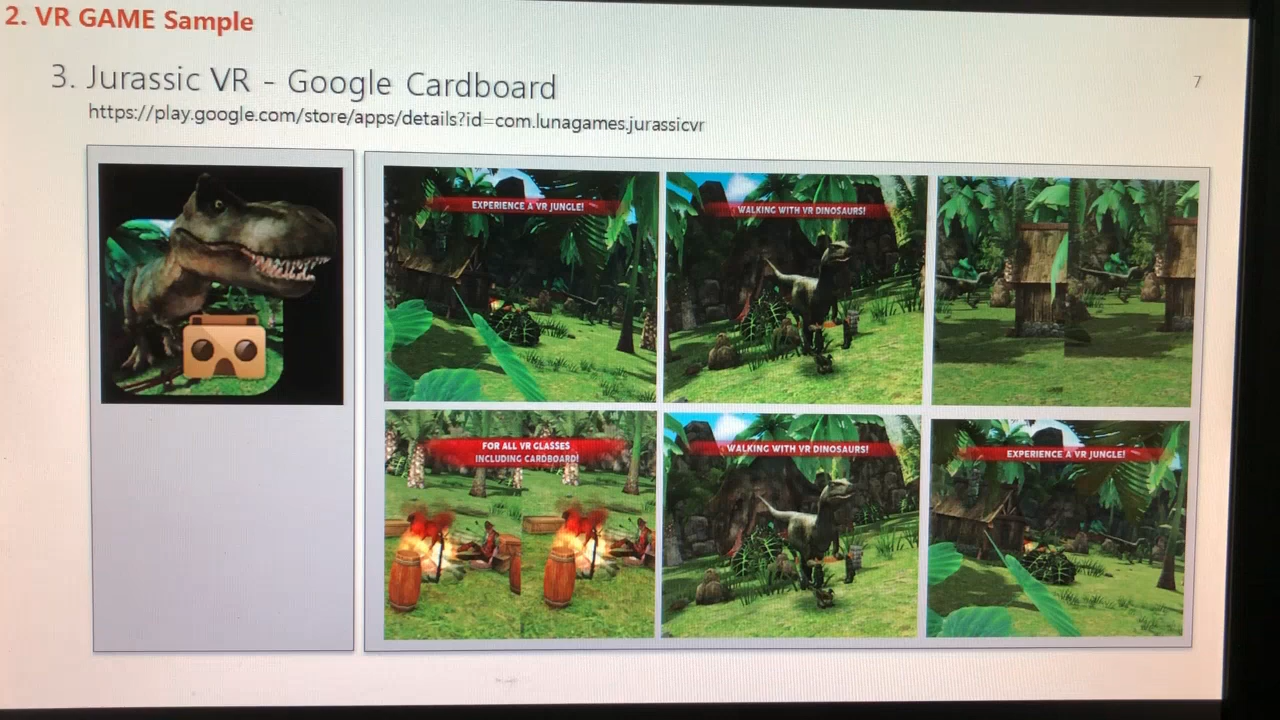 2. VR GAME Sample
3. Jurassic VR - Google Cardboard
7
https://play.google.com/store/apps/details?id=com.lunagames.jurassicvr
EXPERIENCE A VR JUNGLE!
WALKING WITH VR DINOSAURS!
FOR ALL VR GLASSES
INCLUDING CARDBOARD!
WALKING WITH VR DINOSAURS!
EXPERIENCE A VR JUNGLE!